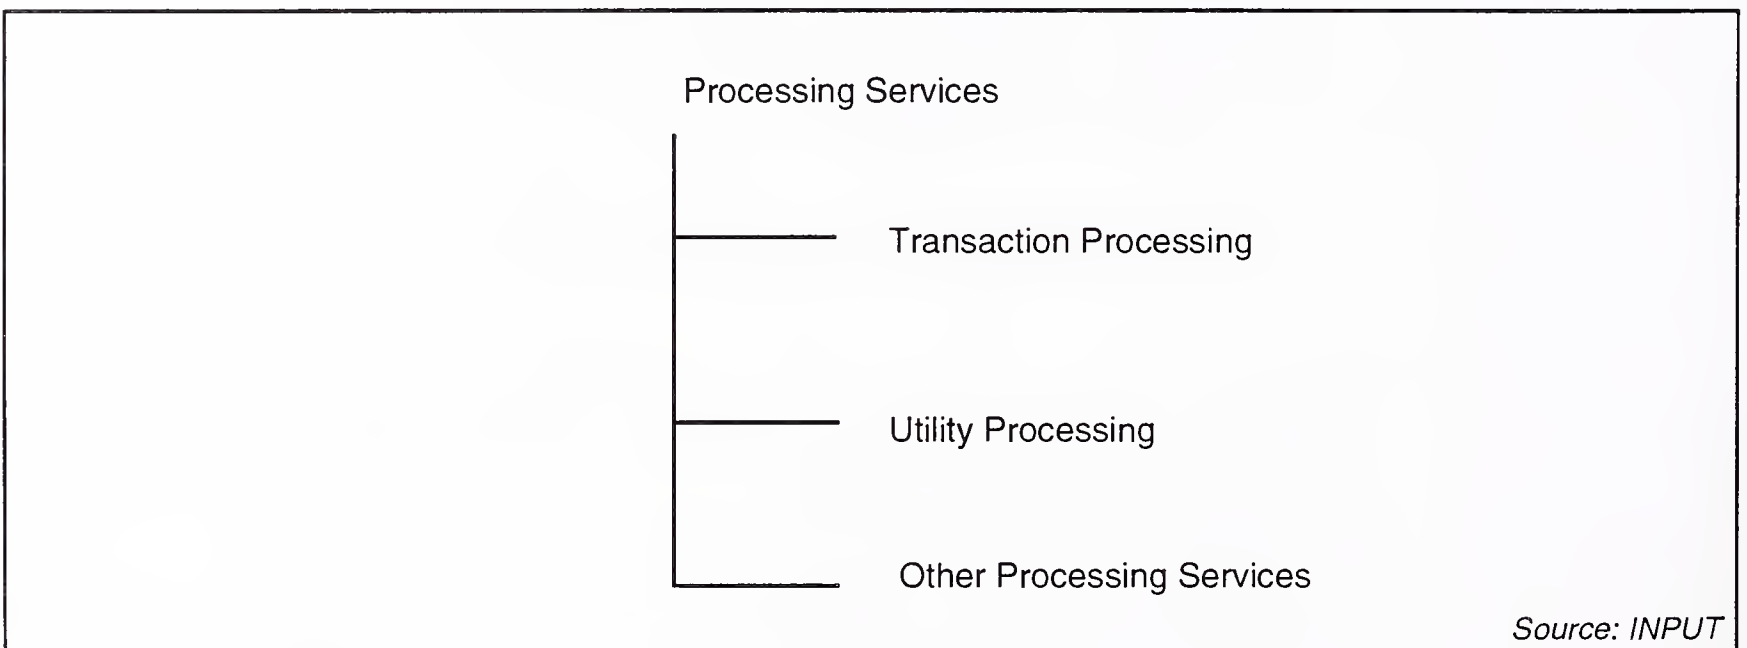 Processing Services
Transaction Processing
Utility Processing
Other Processing Services
Source: INPUT